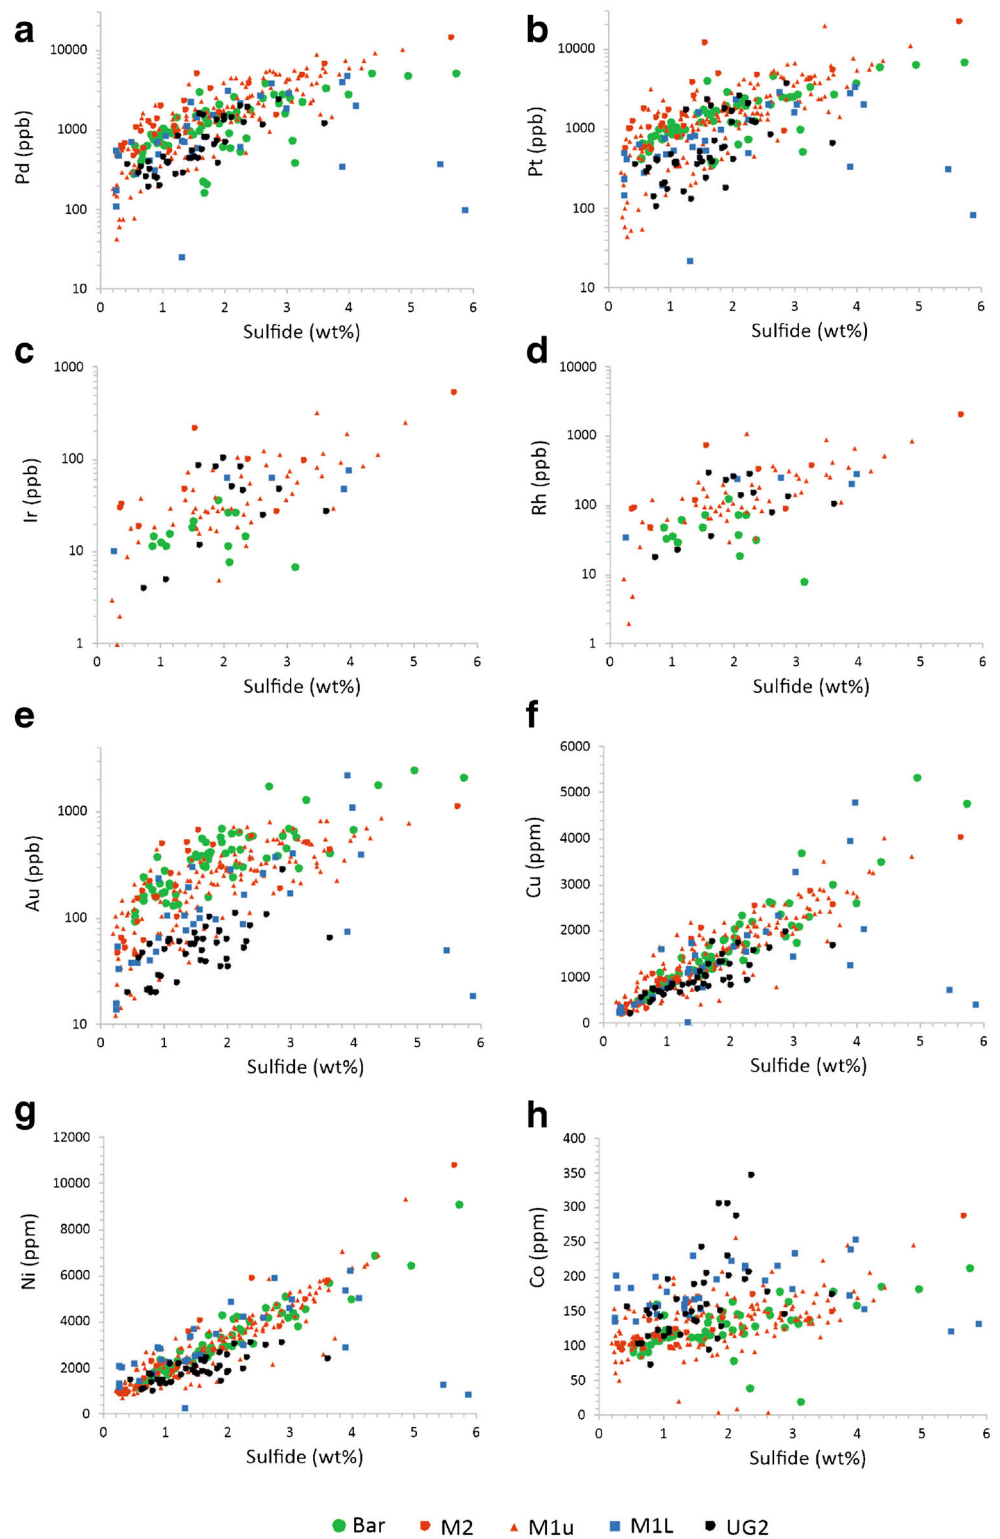 a
b
10000
1000
100
10
Pd (ppb)
0 1 2 3 4 5 6
Sulfide (wt%)
10000
1000
100
10
Pt (ppb)
0 1 2 3 4 5 6
Sulfide (wt%)
c
d
1000
100
10
1
Ir (ppb)
0 1 2 3 4 5 6
Sulfide (wt%)
10000
1000
100
10
1
Rh (ppb)
0 1 2 3 4 5 6
Sulfide (wt%)
e
f
1000
100
10
Au (ppb)
0 1 2 3 4 5 6
Sulfide (wt%)
6000
5000
4000
3000
2000
1000
0
Cu (ppm)
0 1 2 3 4 5 6
Sulfide (wt%)
g
h
12000
10000
8000
6000
4000
2000
0
Ni (ppm)
0 1 2 3 4 5 6
Sulfide (wt%)
400
350
300
250
200
150
100
50
0
Co (ppm)
0 1 2 3 4 5 6
Sulfide (wt%)
Bar M2 M1u M1L UG2